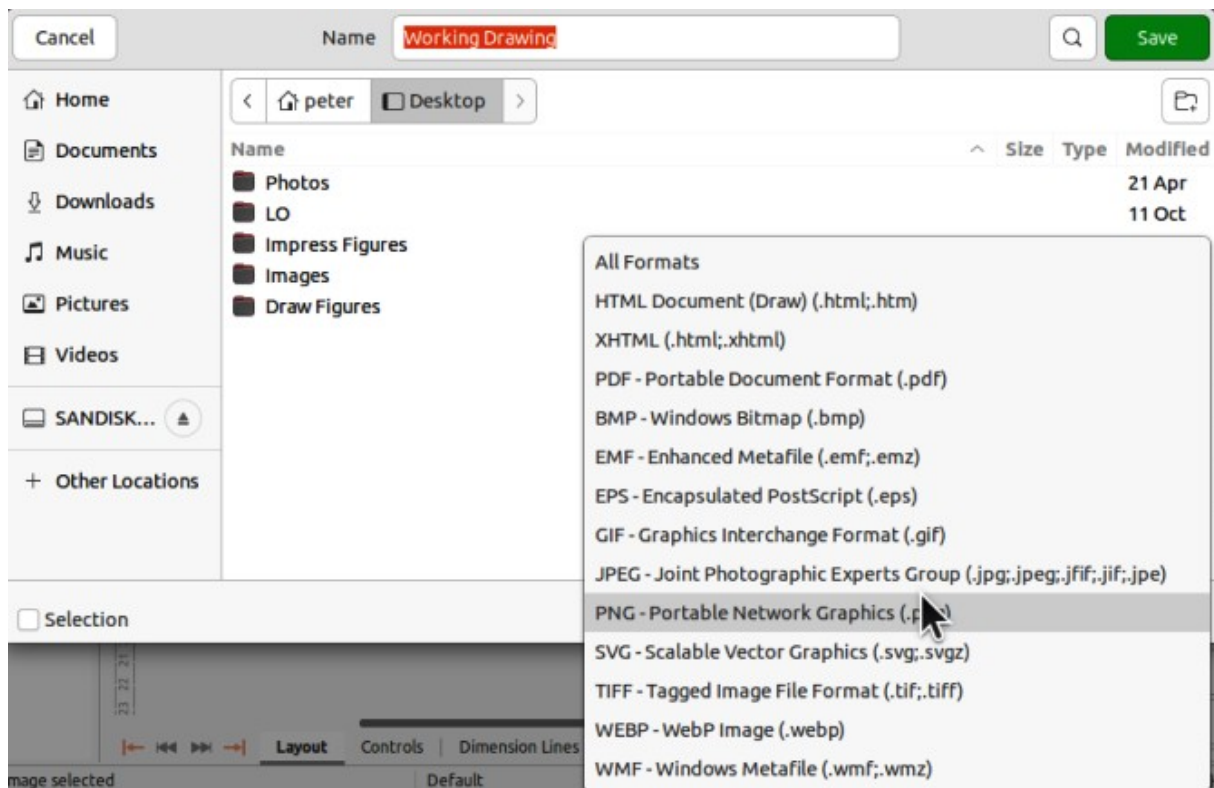 Cancel
Name
Working Drawing
Save
Home
Documents
Downloads
Music
Pictures
Videos
SANDISK...
+ Other Locations
peter
Desktop
Name Size Type Modified
Photos 21 Apr
LO 11 Oct
Impress Figures
Images
Draw Figures
All Formats
HTML Document (Draw) (.html;.htm)
XHTML (.html;.xhtml)
PDF - Portable Document Format (.pdf)
BMP - Windows Bitmap (.bmp)
EMF - Enhanced Metafile (.emf;.emz)
EPS - Encapsulated PostScript (.eps)
GIF - Graphics Interchange Format (.gif)
JPEG - Joint Photographic Experts Group (.jpg;.jpeg;.jfif;.jif;.jpe)
PNG - Portable Network Graphics
SVG - Scalable Vector Graphics (.svg;.svgz)
TIFF - Tagged Image File Format (.tif;.tiff)
WEBP - WebP Image (.webp)
WMF - Windows Metafile (.wmf;.wmz)
Selection
21
22
23
Layout Controls Dimension Lines
mage selected
Default